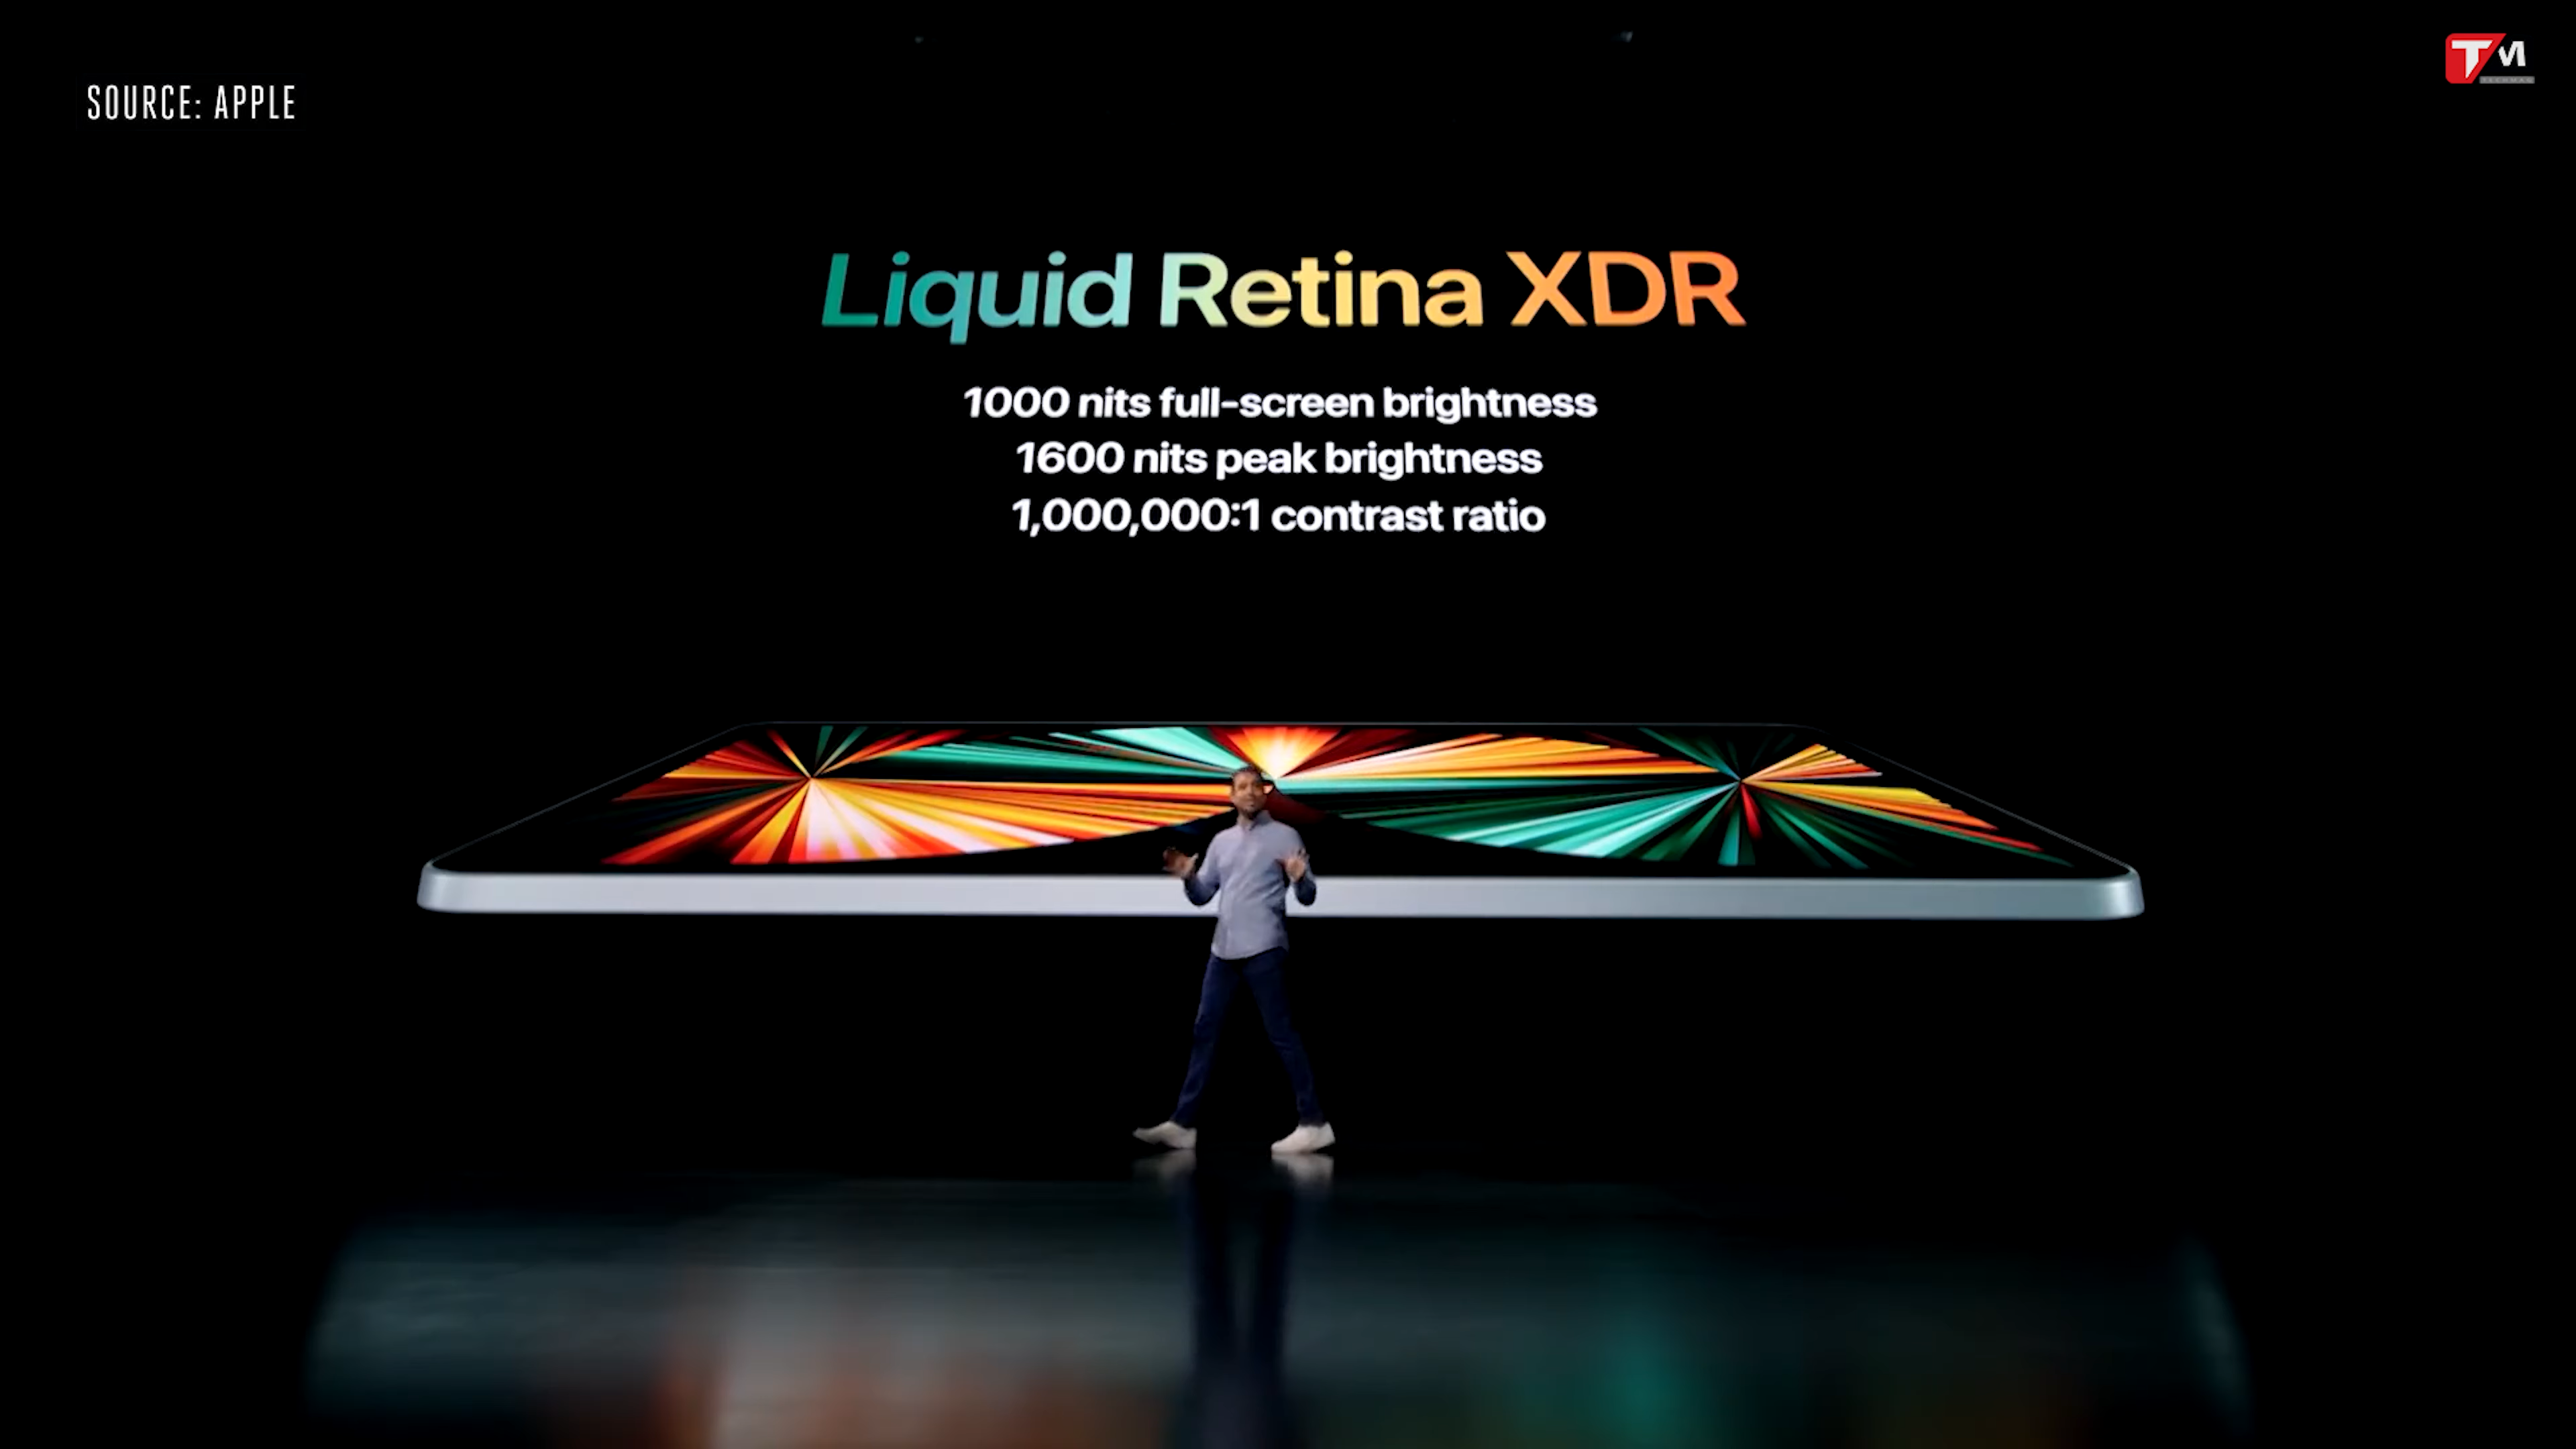 SOURCE: APPLE
TM
Liquid Retina XDR
1000 nits full-screen brightness
1600 nits peak brightness
1,000,000:1 contrast ratio